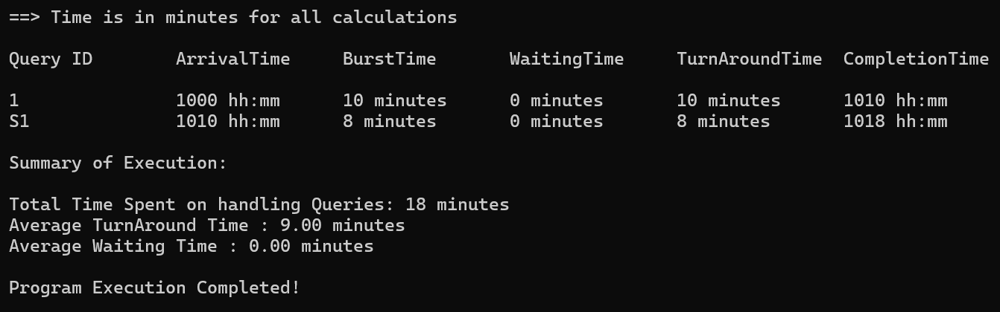 ==> Time is in minutes for all calculations
Query ID ArrivalTime BurstTime WaitingTime TurnAroundTime CompletionTime
1 1000 hh:mm 10 minutes 0 minutes 10 minutes 1010 hh:mm
S1 1010 hh:mm 8 minutes 0 minutes 8 minutes 1018 hh:mm
Summary of Execution:
Total Time Spent on handling Queries: 18 minutes
Average TurnAround Time : 9.00 minutes
Average Waiting Time : 0.00 minutes
Program Execution Completed!